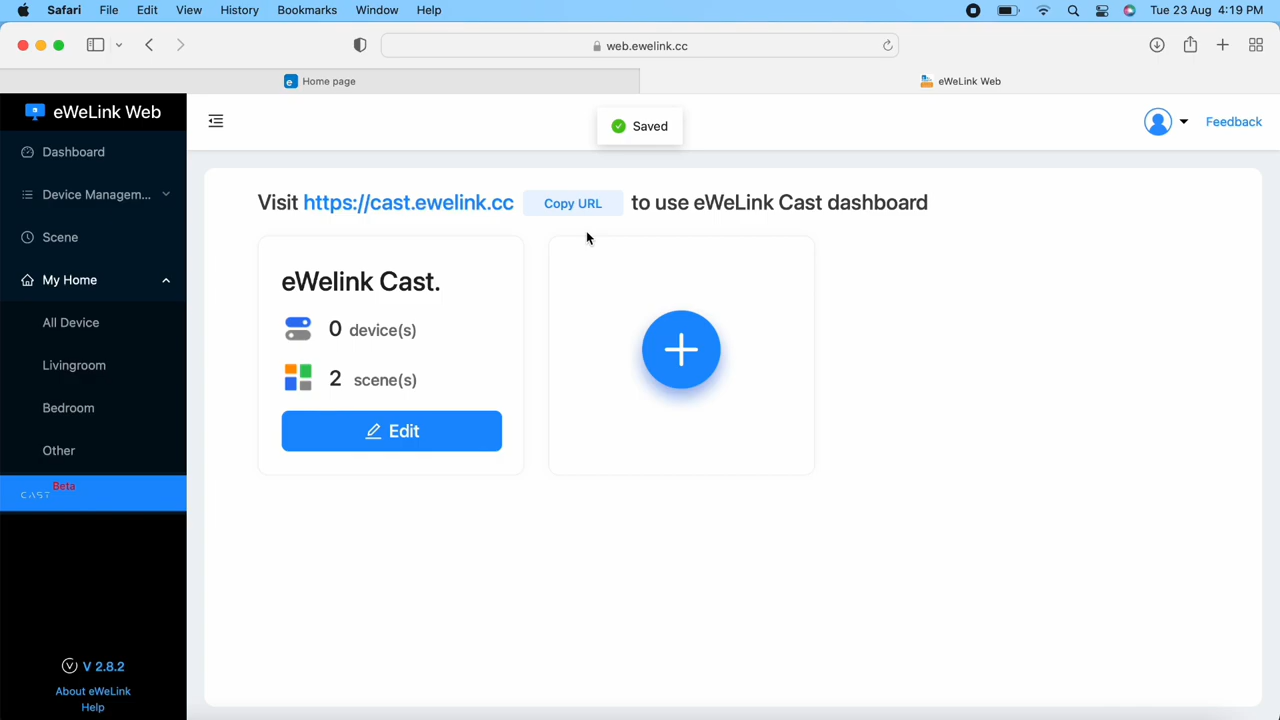 Safari File Edit View History Bookmarks Window Help Tue 23 Aug 4:19 PM
web.ewelink.cc
Home page
eWeLink Web
eWeLink Web
Saved
Feedback
Dashboard
Device Managem...
Scene
My Home
All Device
Livingroom
Bedroom
Other
CAST Beta
V 2.8.2
About eWeLink
Help
Visit https://cast.ewelink.cc Copy URL to use eWeLink Cast dashboard
eWelink Cast.
0 device(s)
2 scene(s)
Edit